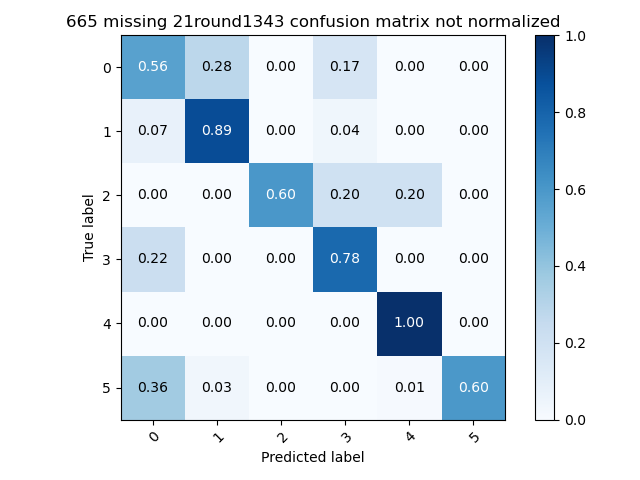 665 missing 21round1343 confusion matrix not normalized
True label
0 0.56 0.28 0.00 0.17 0.00 0.00
1 0.07 0.89 0.00 0.04 0.00 0.00
2 0.00 0.00 0.60 0.20 0.20 0.00
3 0.22 0.00 0.00 0.78 0.00 0.00
4 0.00 0.00 0.00 0.00 1.00 0.00
5 0.36 0.03 0.00 0.00 0.01 0.60
0 1 2 3 4 5
Predicted label
1.0
0.8
0.6
0.4
0.2
0.0